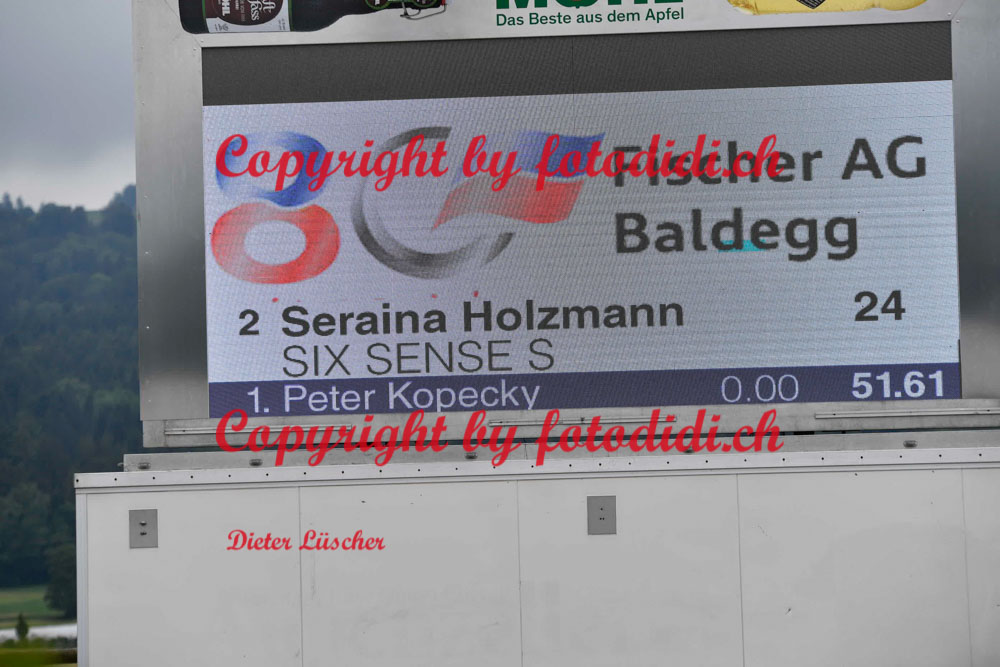 MÖHL
Das Beste aus dem Apfel
Copyright by fotodidi.ch
Fischer AG
Baldegg
2 Seraina Holzmann 24
SIX SENSE S
1. Peter Kopecky 0.00 51.61
Copyright by fotodidi.ch
Dieter Lüscher